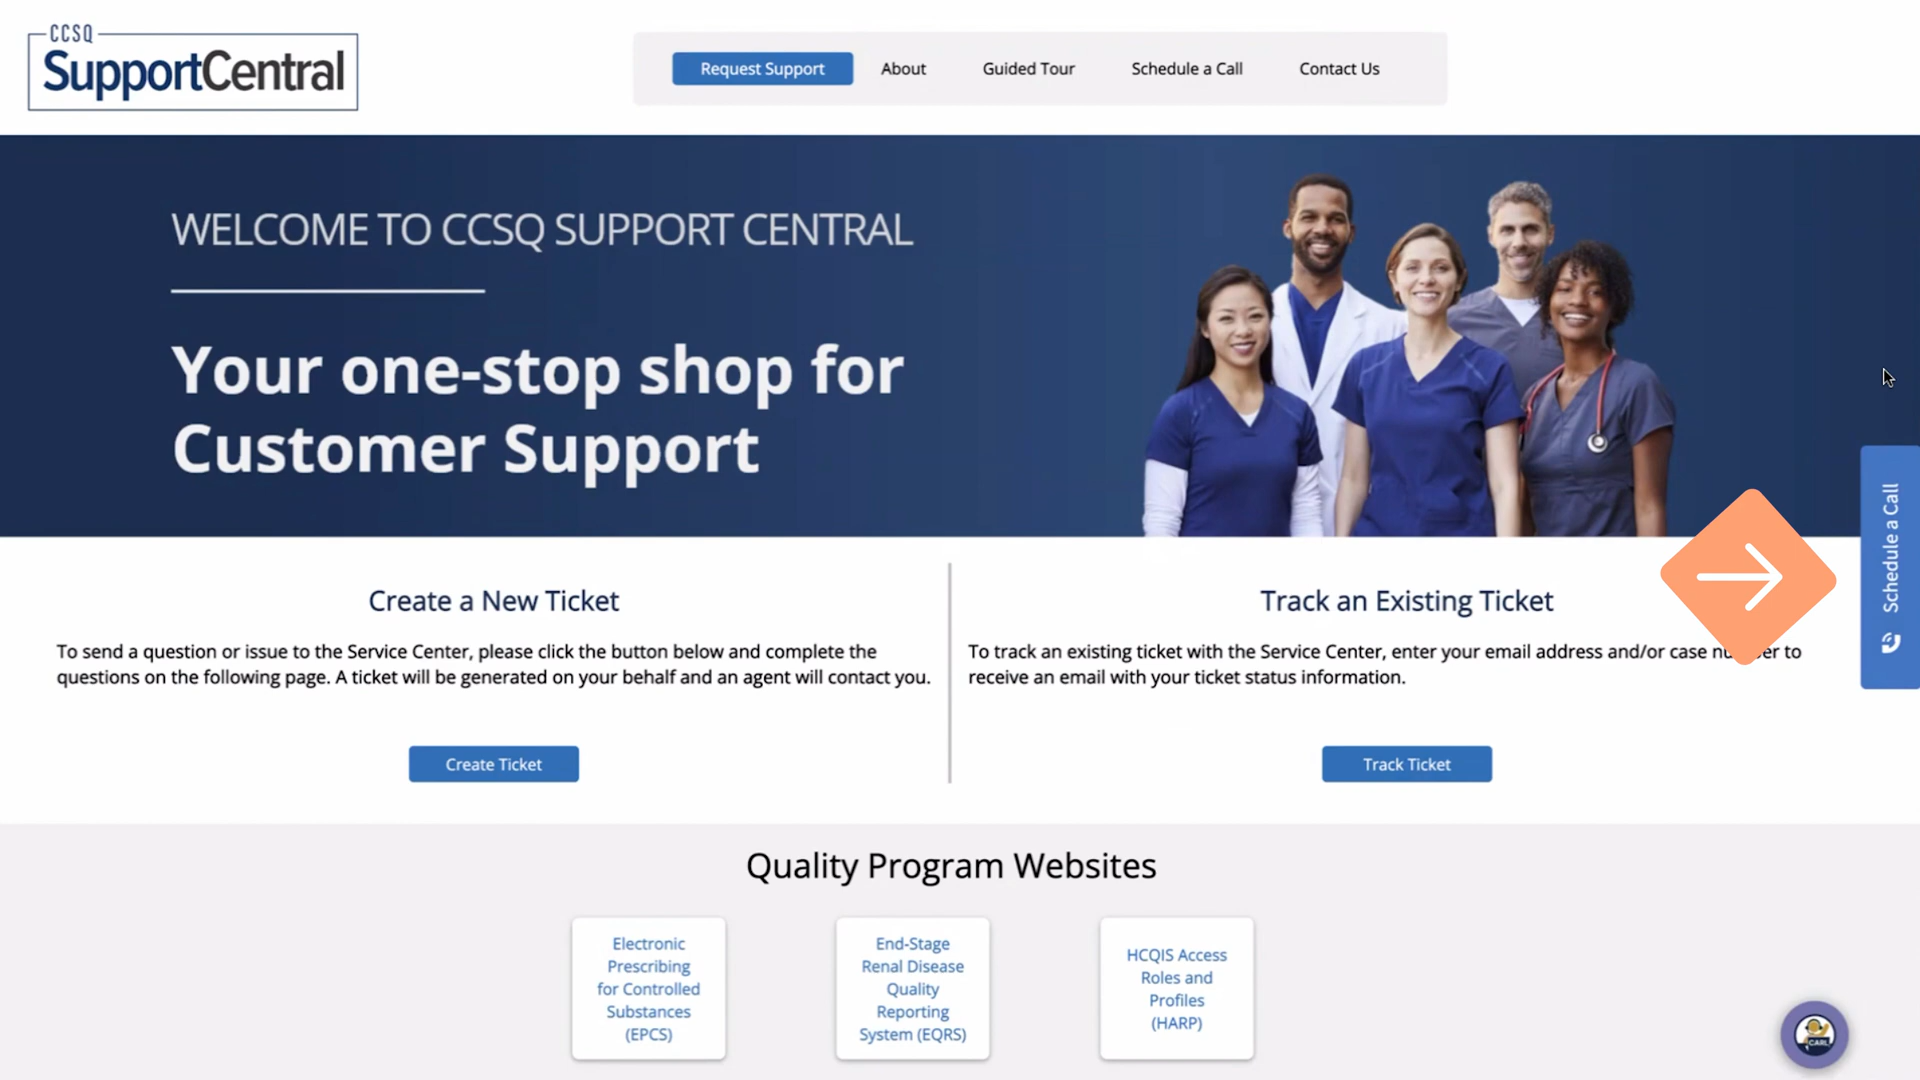 CCSQ
SupportCentral
Request Support
About
Guided Tour
Schedule a Call
Contact Us
WELCOME TO CCSQ SUPPORT CENTRAL
Your one-stop shop for
Customer Support
Schedule a Call
Create a New Ticket
To send a question or issue to the Service Center, please click the button below and complete the
questions on the following page. A ticket will be generated on your behalf and an agent will contact you.
Create Ticket
Track an Existing Ticket
To track an existing ticket with the Service Center, enter your email address and/or case to
receive an email with your ticket status information.
Track Ticket
Quality Program Websites
Electronic
Prescribing
for Controlled
Substances
(EPCS)
End-Stage
Renal Disease
Quality
Reporting
System (EQRS)
HCQIS Access
Roles and
Profiles
(HARP)
CARL